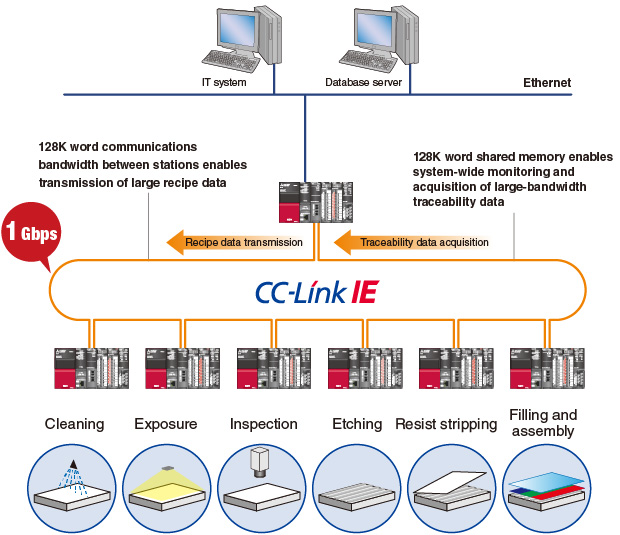 IT system
Database server
Ethernet
128K word communications
bandwidth between stations enables
transmission of large recipe data
128K word shared memory enables
system-wide monitoring and
acquisition of large-bandwidth
traceability data
1 Gbps
Recipe data transmission
Traceability data acquisition
CC-Link IE
Cleaning
Exposure
Inspection
Etching
Resist stripping
Filling and
assembly